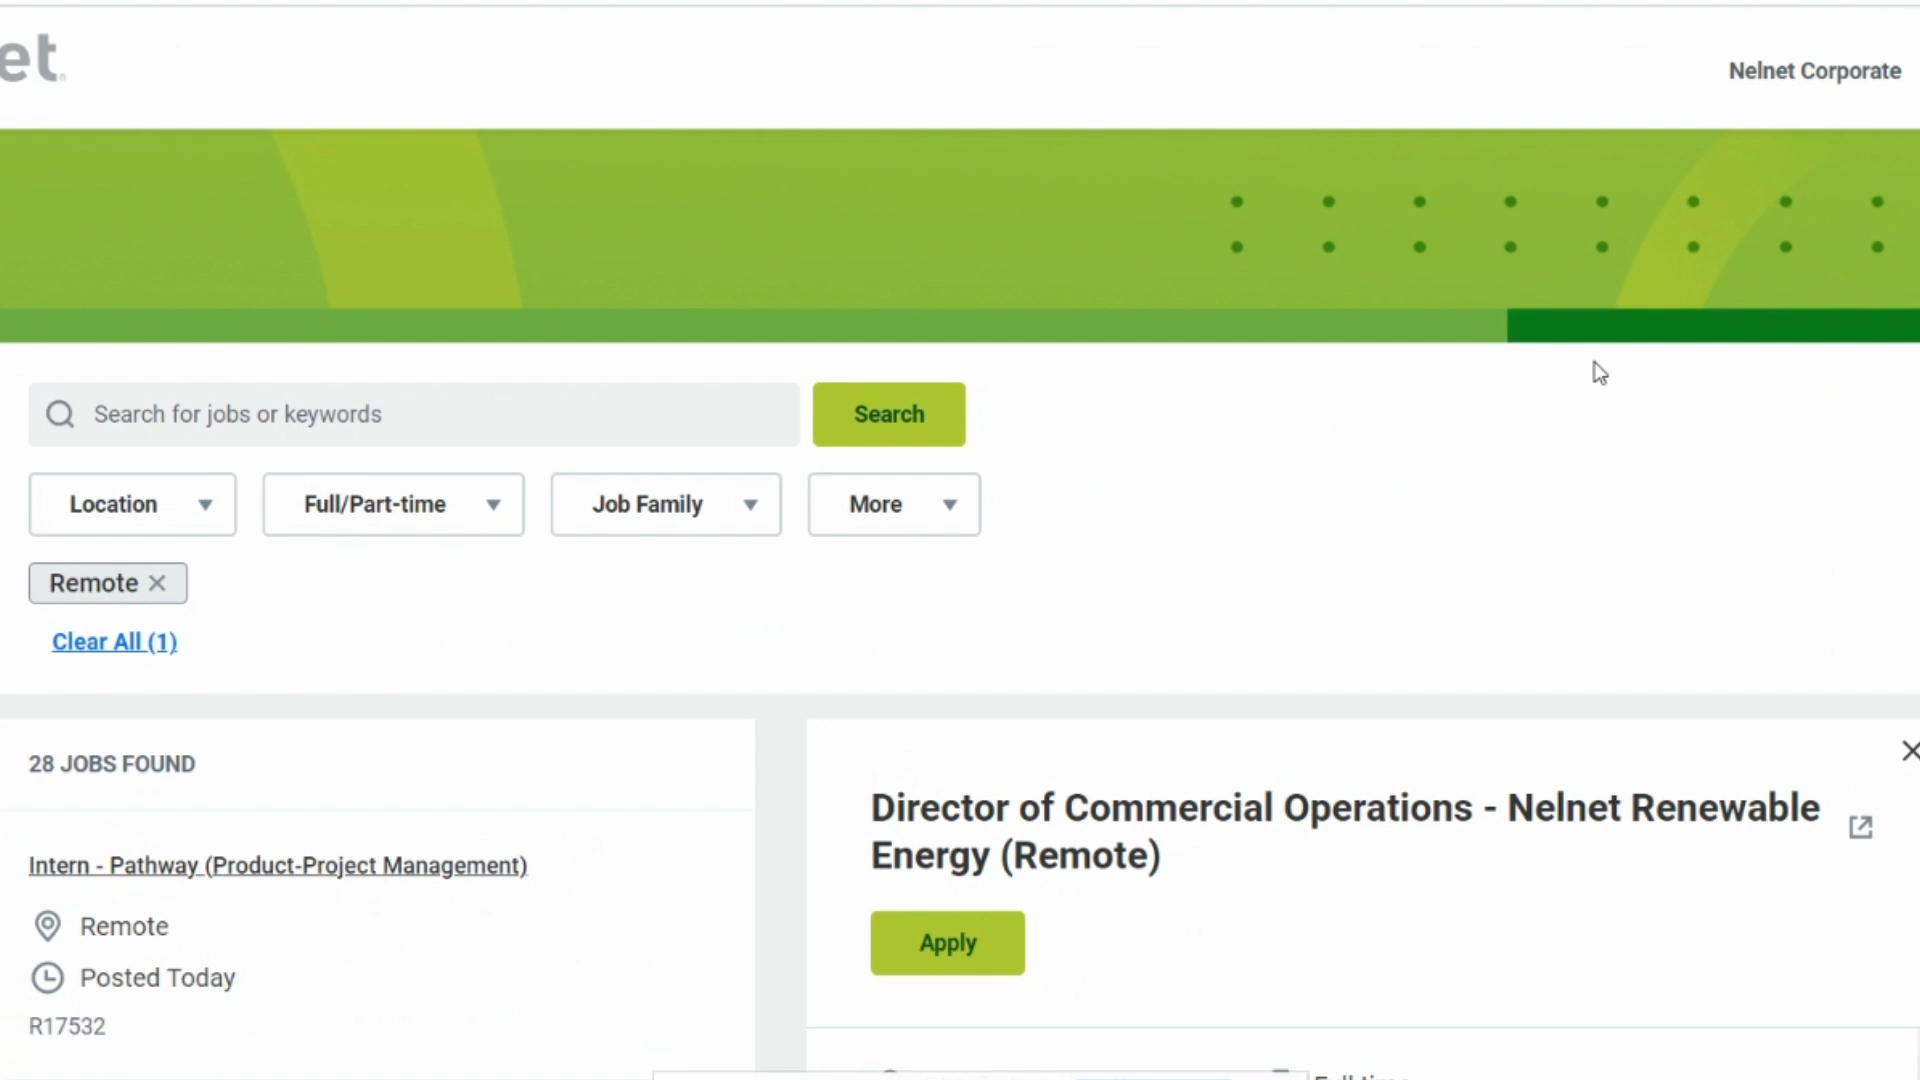 et
Nelnet Corporate
Search for jobs or keywords
Search
Location
Full/Part-time
Job Family
More
Remote
Clear All (1)
28 JOBS FOUND
Intern - Pathway (Product-Project Management)
Remote
Posted Today
R17532
Director of Commercial Operations - Nelnet Renewable
Energy (Remote)
Apply